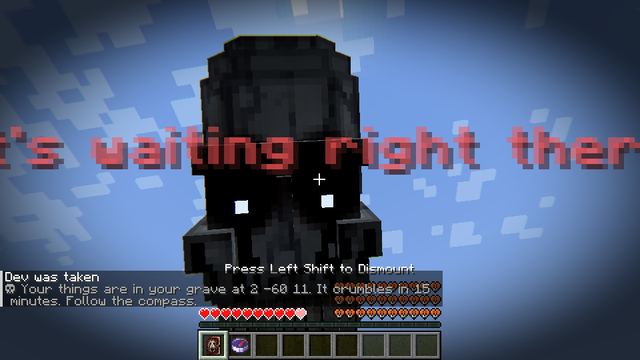 's waiting right ther
Press Left Shift to Dismount
Dev was taken
☠ Your things are in your grave at 2 -60 11. It crumbles in 15
minutes. Follow the compass.